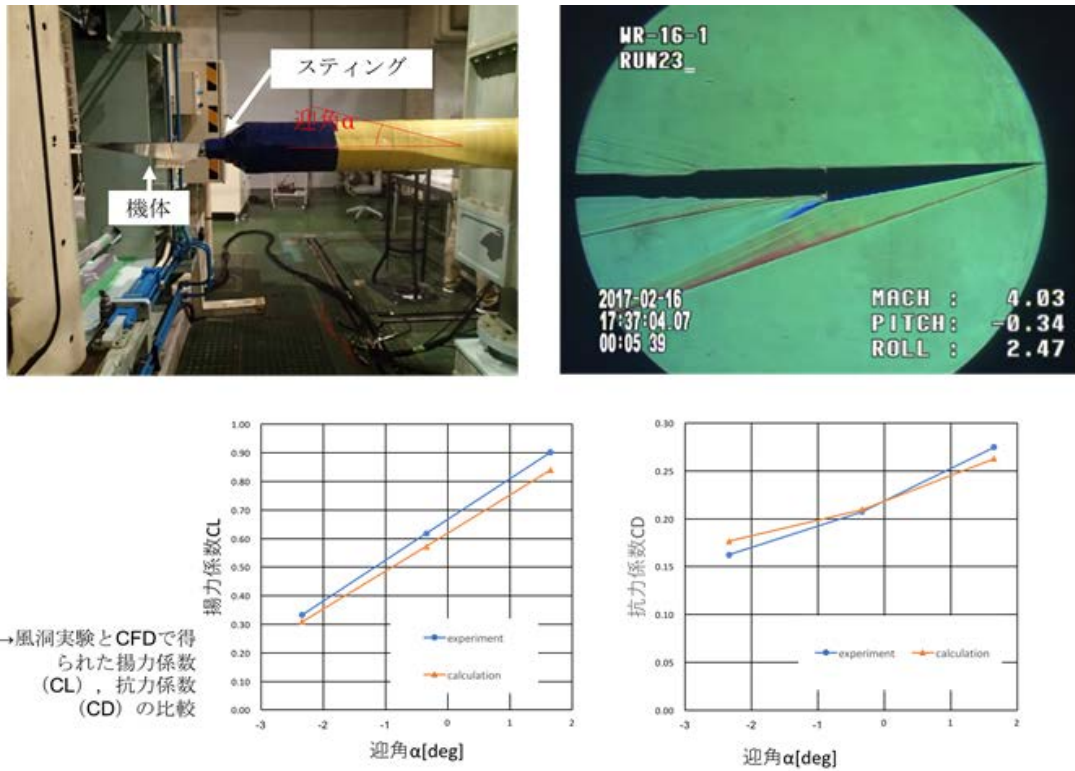 スティング
迎角α
機体
WR-16-1
RUN23_
2017-02-16
17:37:04.07
00:05 39
MACH : 4.03
PITCH: -0.34
ROLL : 2.47
→風洞実験とCFDで得
られた揚力係数
(CL),抗力係数
(CD)の比較
揚力係数CL
1.00
0.90
0.80
0.70
0.60
0.50
0.40
0.30
0.20
0.10
0.00
-3 -2 -1 0 1 2
experiment
calculation
迎角α[deg]
抗力係数CD
0.30
0.25
0.20
0.15
0.10
0.05
0.00
-3 -2 -1 0 1 2
experiment calculation
迎角α[deg]